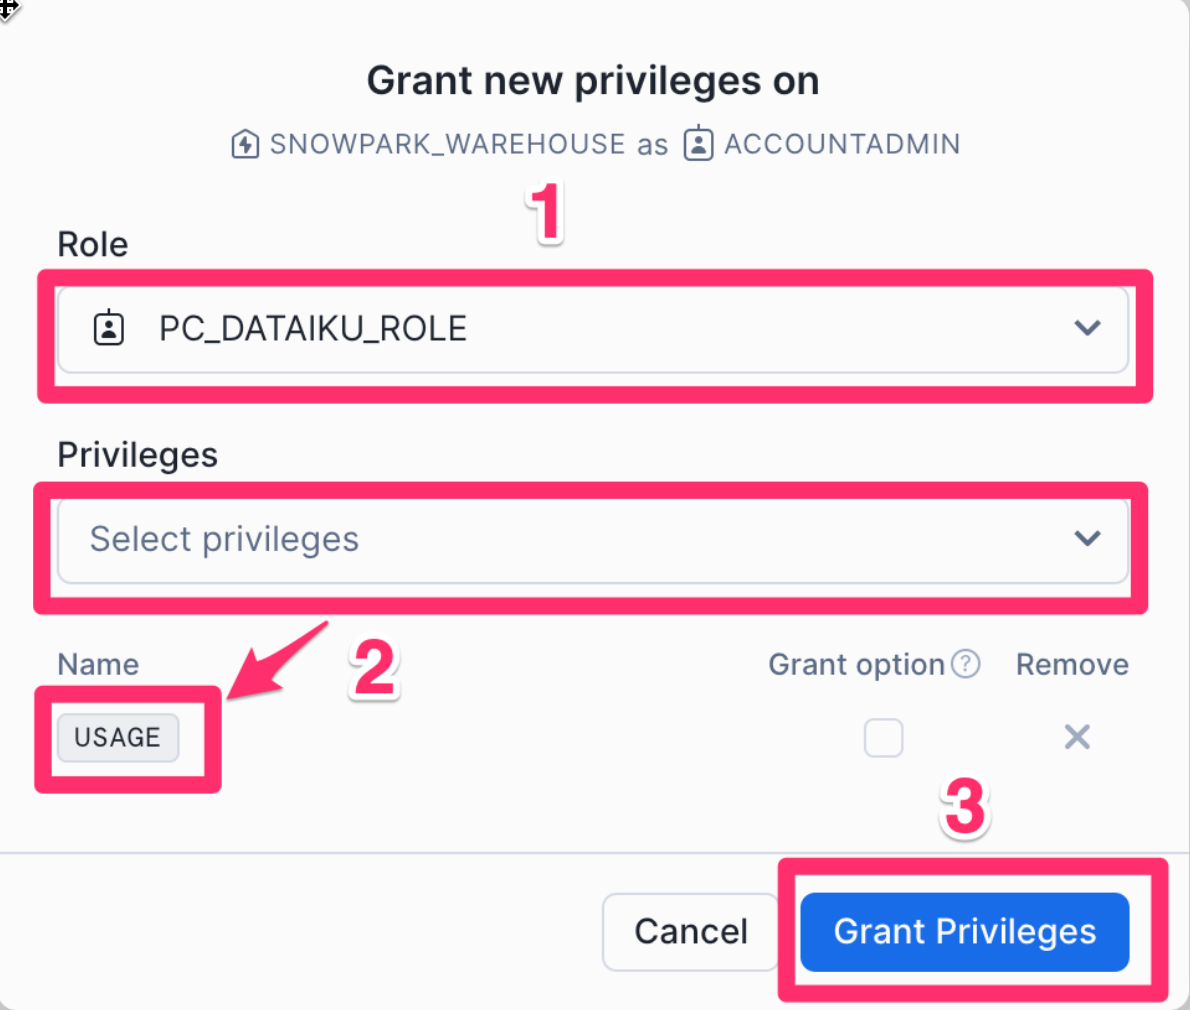 Grant new privileges on
SNOWPARK_WAREHOUSE as ACCOUNTADMIN
1
Role
PC_DATAIKU_ROLE
Privileges
Select privileges
2
Name Grant option ? Remove
USAGE
3
Cancel Grant Privileges